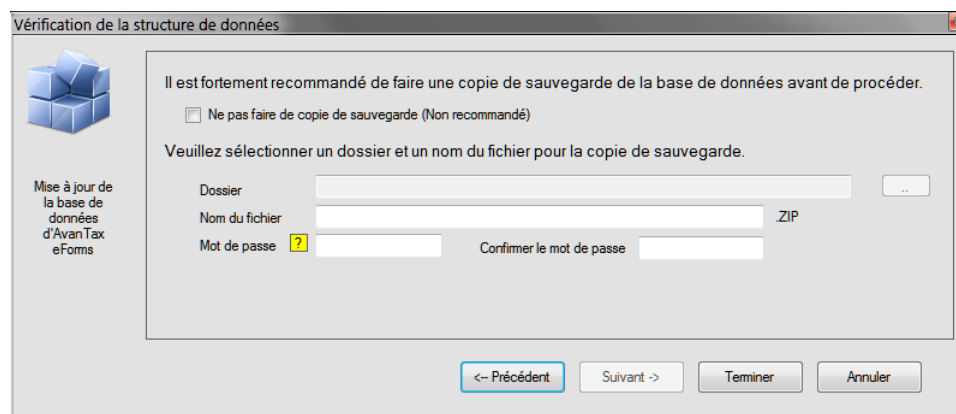 Vérification de la structure de données
Il est fortement recommandé de faire une copie de sauvegarde de la base de données avant de procéder.
Ne pas faire de copie de sauvegarde (Non recommandé)
Veuillez sélectionner un dossier et un nom du fichier pour la copie de sauvegarde.
Mise à jour de
la base de
données
d'AvanTax
eForms
Dossier
..
Nom du fichier
.ZIP
Mot de passe ?
Confirmer le mot de passe
<-- Précédent
Suivant ->
Terminer
Annuler